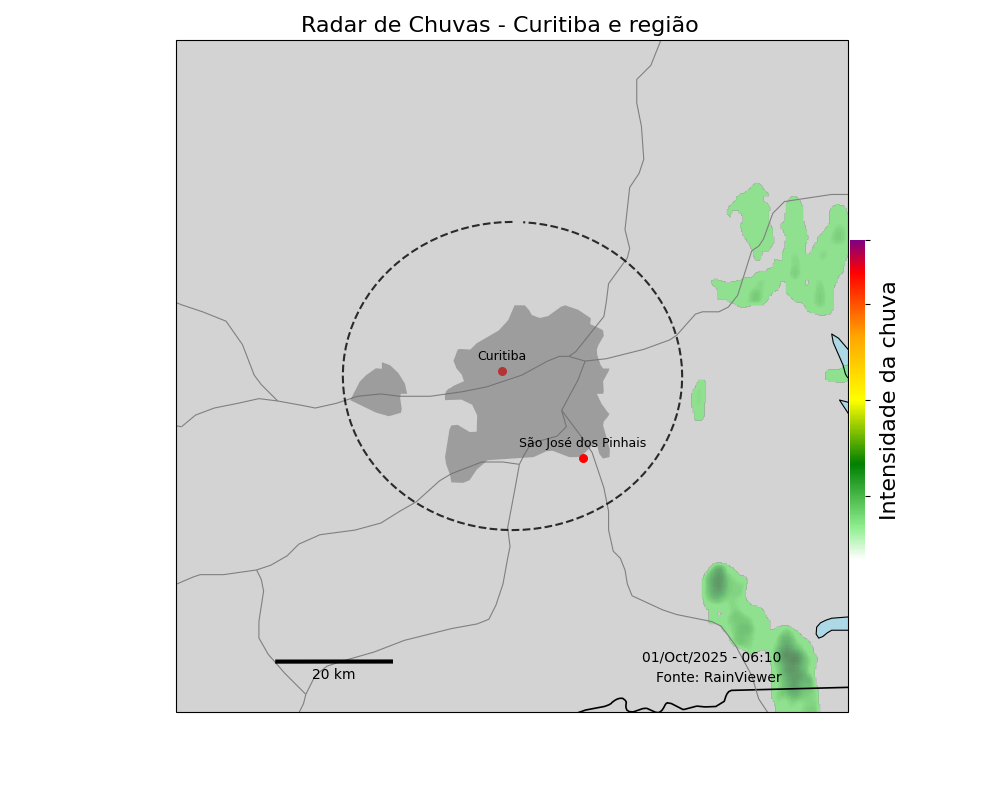 Radar de Chuvas - Curitiba e região
Curitiba
São José dos Pinhais
Intensidade da chuva
01/Oct/2025 - 06:10
Fonte: RainViewer
20 km